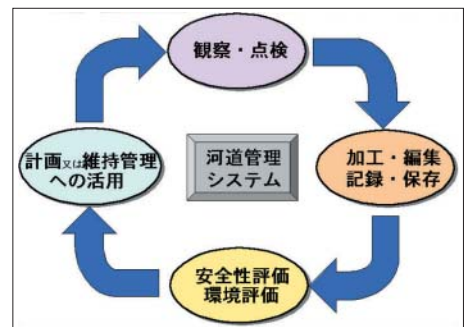 観察・点検
加工・編集
記録・保存
安全性評価
環境評価
計画又は維持管理
への活用
河道管理
システム